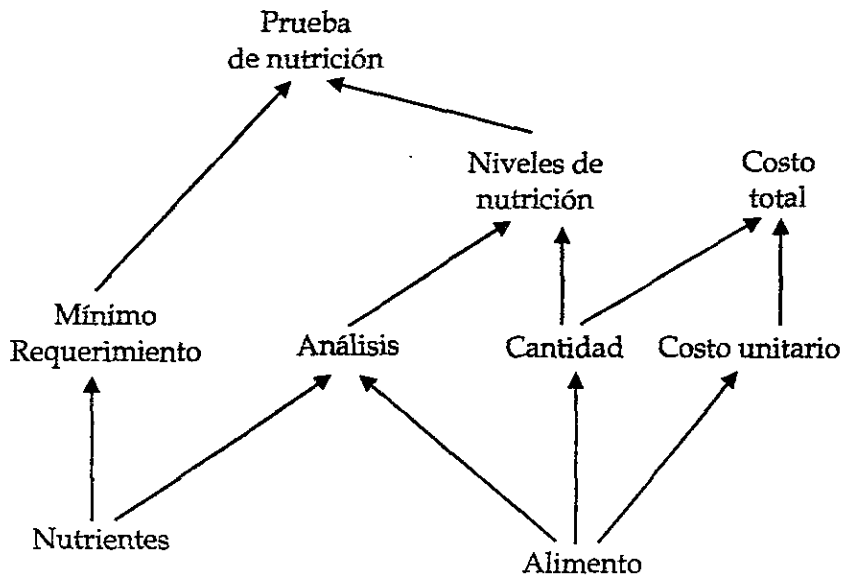 Prueba
de nutrición
Niveles de
nutrición
Costo
total
Mínimo
Requerimiento
Análisis
Cantidad
Costo unitario
Nutrientes
Alimento